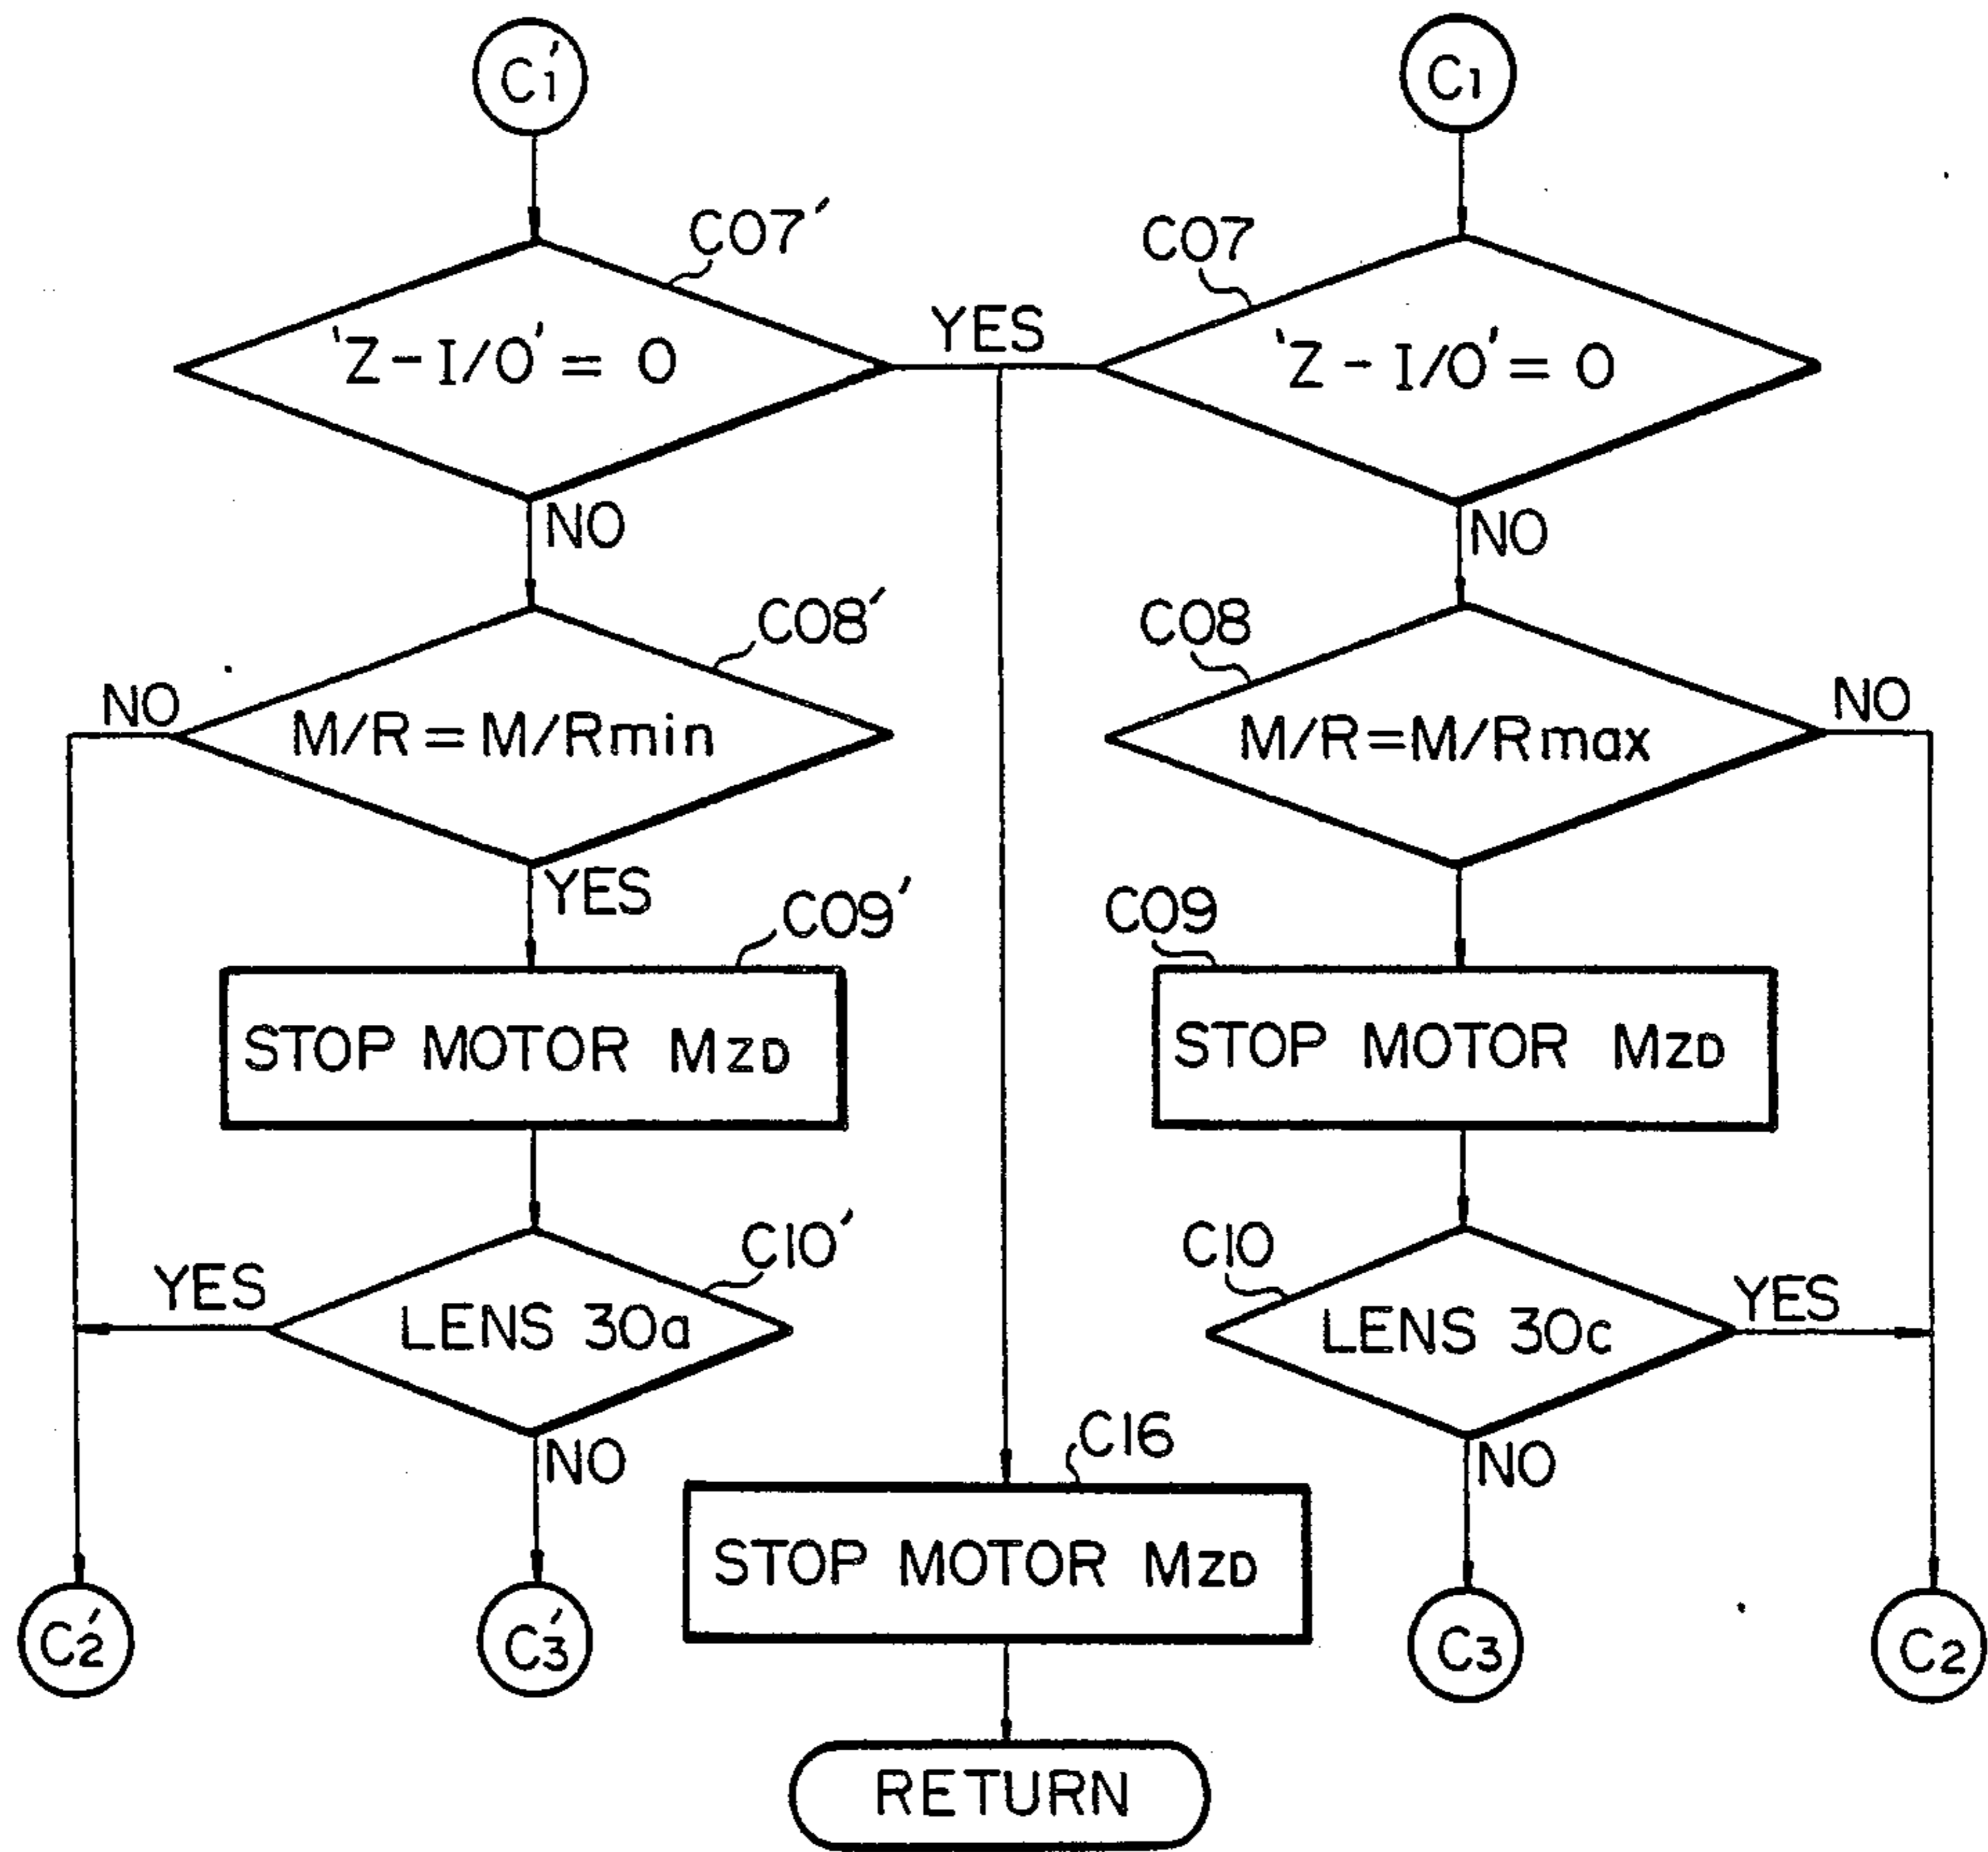 C1' C1
C07' C07
'Z-I/O' = 0 YES 'Z-I/O' = 0
NO NO
C08' C08
NO M/R = M/Rmin M/R=M/Rmax NO
YES
C09' C09
STOP MOTOR MZD STOP MOTOR MZD
C10' C10
YES LENS 30a LENS 30c YES
NO C16 NO
STOP MOTOR MZD
C2' C3' C3 C2
RETURN